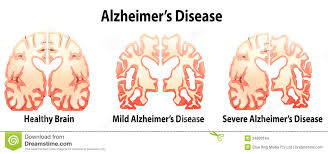 Alzheimer's Disease
Healthy Brain
Mild Alzheimer's Disease
Severe Alzheimer's Disease
Download from
Dreamstime.com